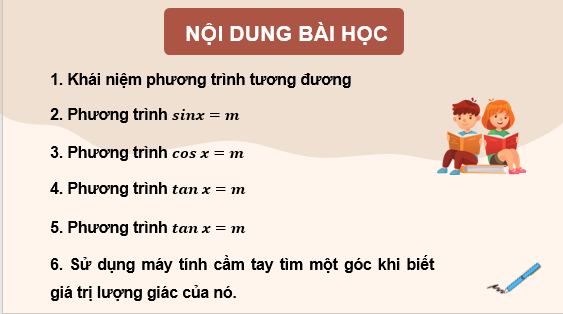 NỘI DUNG BÀI HỌC
1. Khái niệm phương trình tương đương
2. Phương trình sinx = m
3. Phương trình cos x = m
4. Phương trình tan x = m
5. Phương trình tan x = m
6. Sử dụng máy tính cầm tay tìm một góc khi biết
giá trị lượng giác của nó.